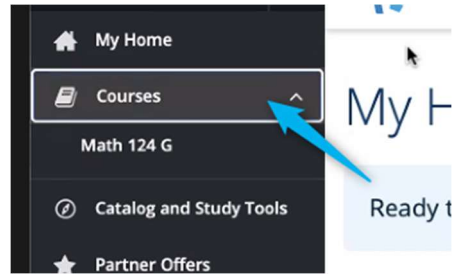 My Home
Courses
Math 124 G
Catalog and Study Tools
Partner Offers
My H
Ready t